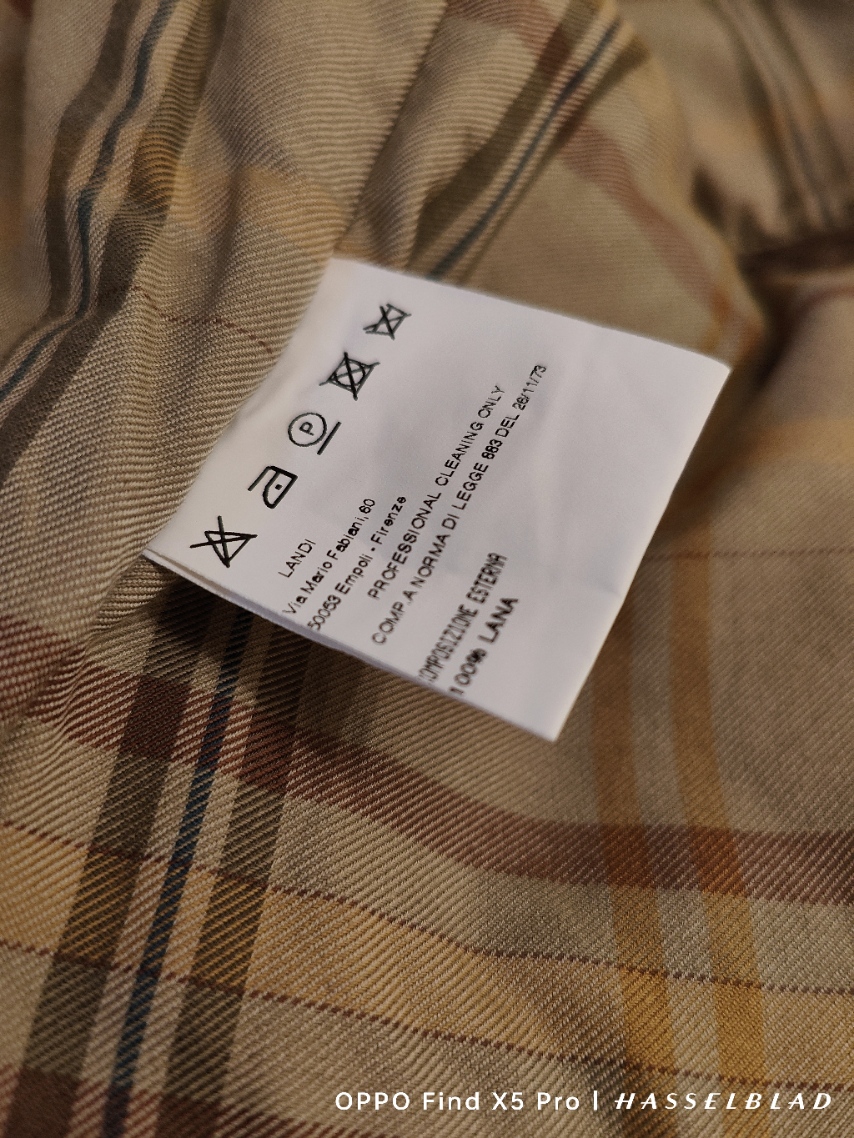 P
LANDI
Via Mario Fabiani, 60
50053 Empoli - Firenze
PROFESSIONAL CLEANING ONLY
COMP. A NORMA DI LEGGE 883 DEL 26/11/73
COMPOSIZIONE ESTERNA
100% LANA
OPPO Find X5 Pro | HASSELBLAD